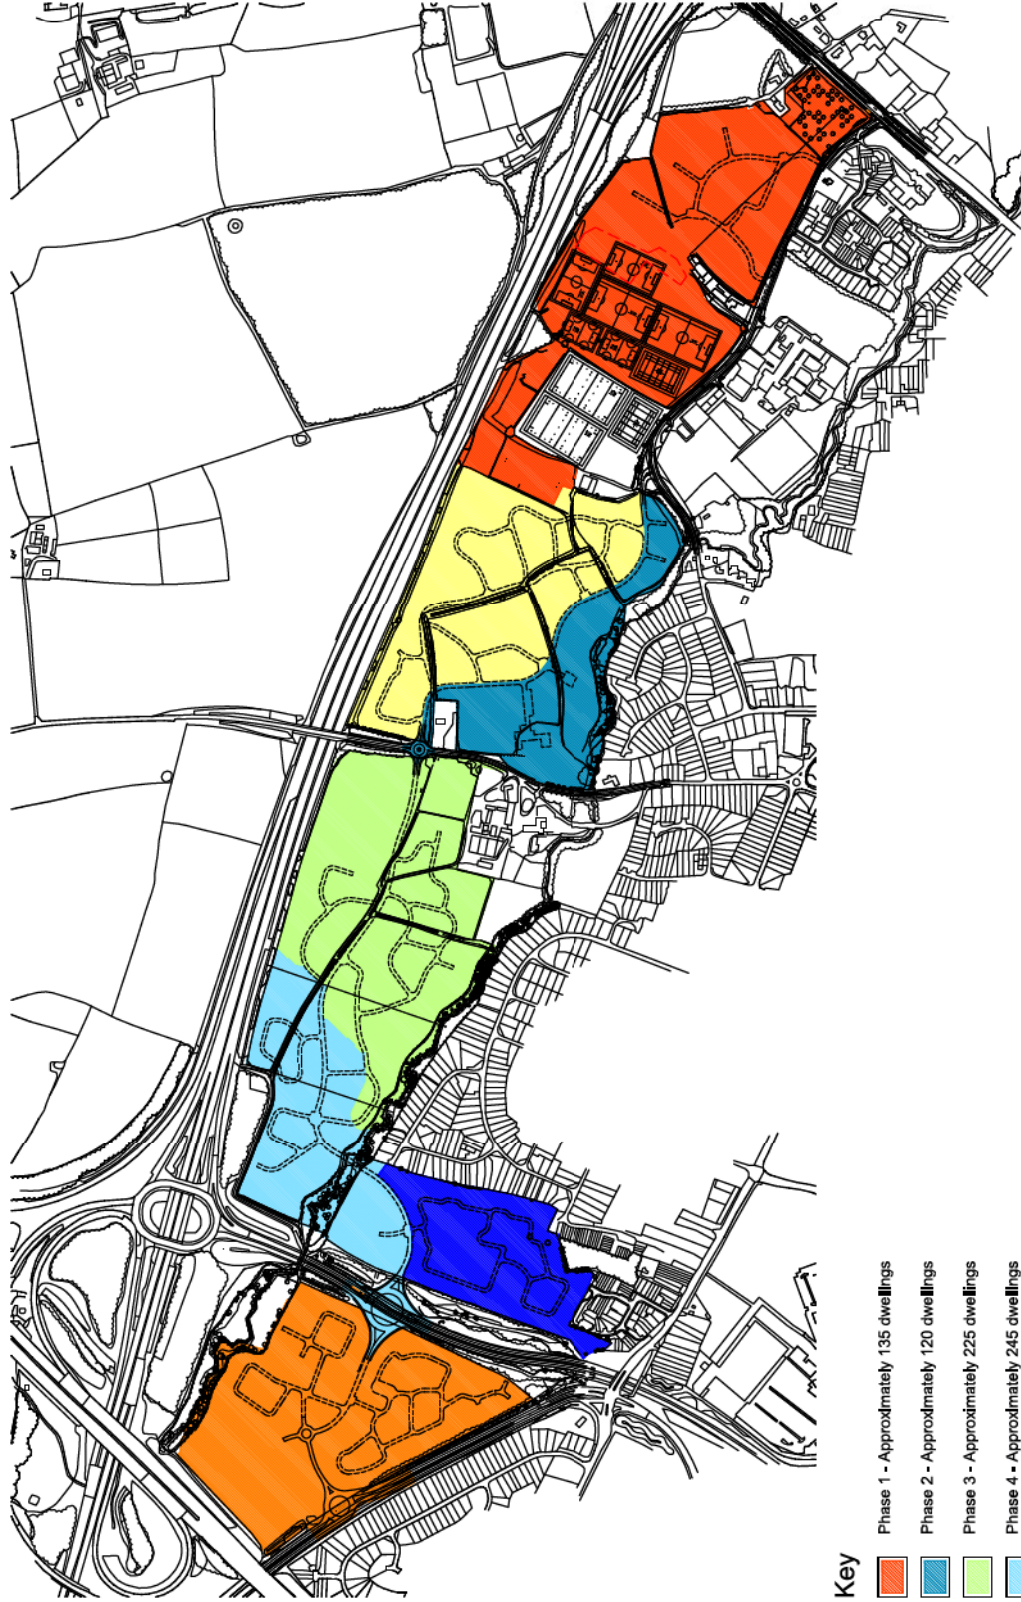 Key
Phase 1 - Approximately 135 dwellings
Phase 2 - Approximately 120 dwellings
Phase 3 - Approximately 225 dwellings
Phase 4 - Approximately 245 dwellings